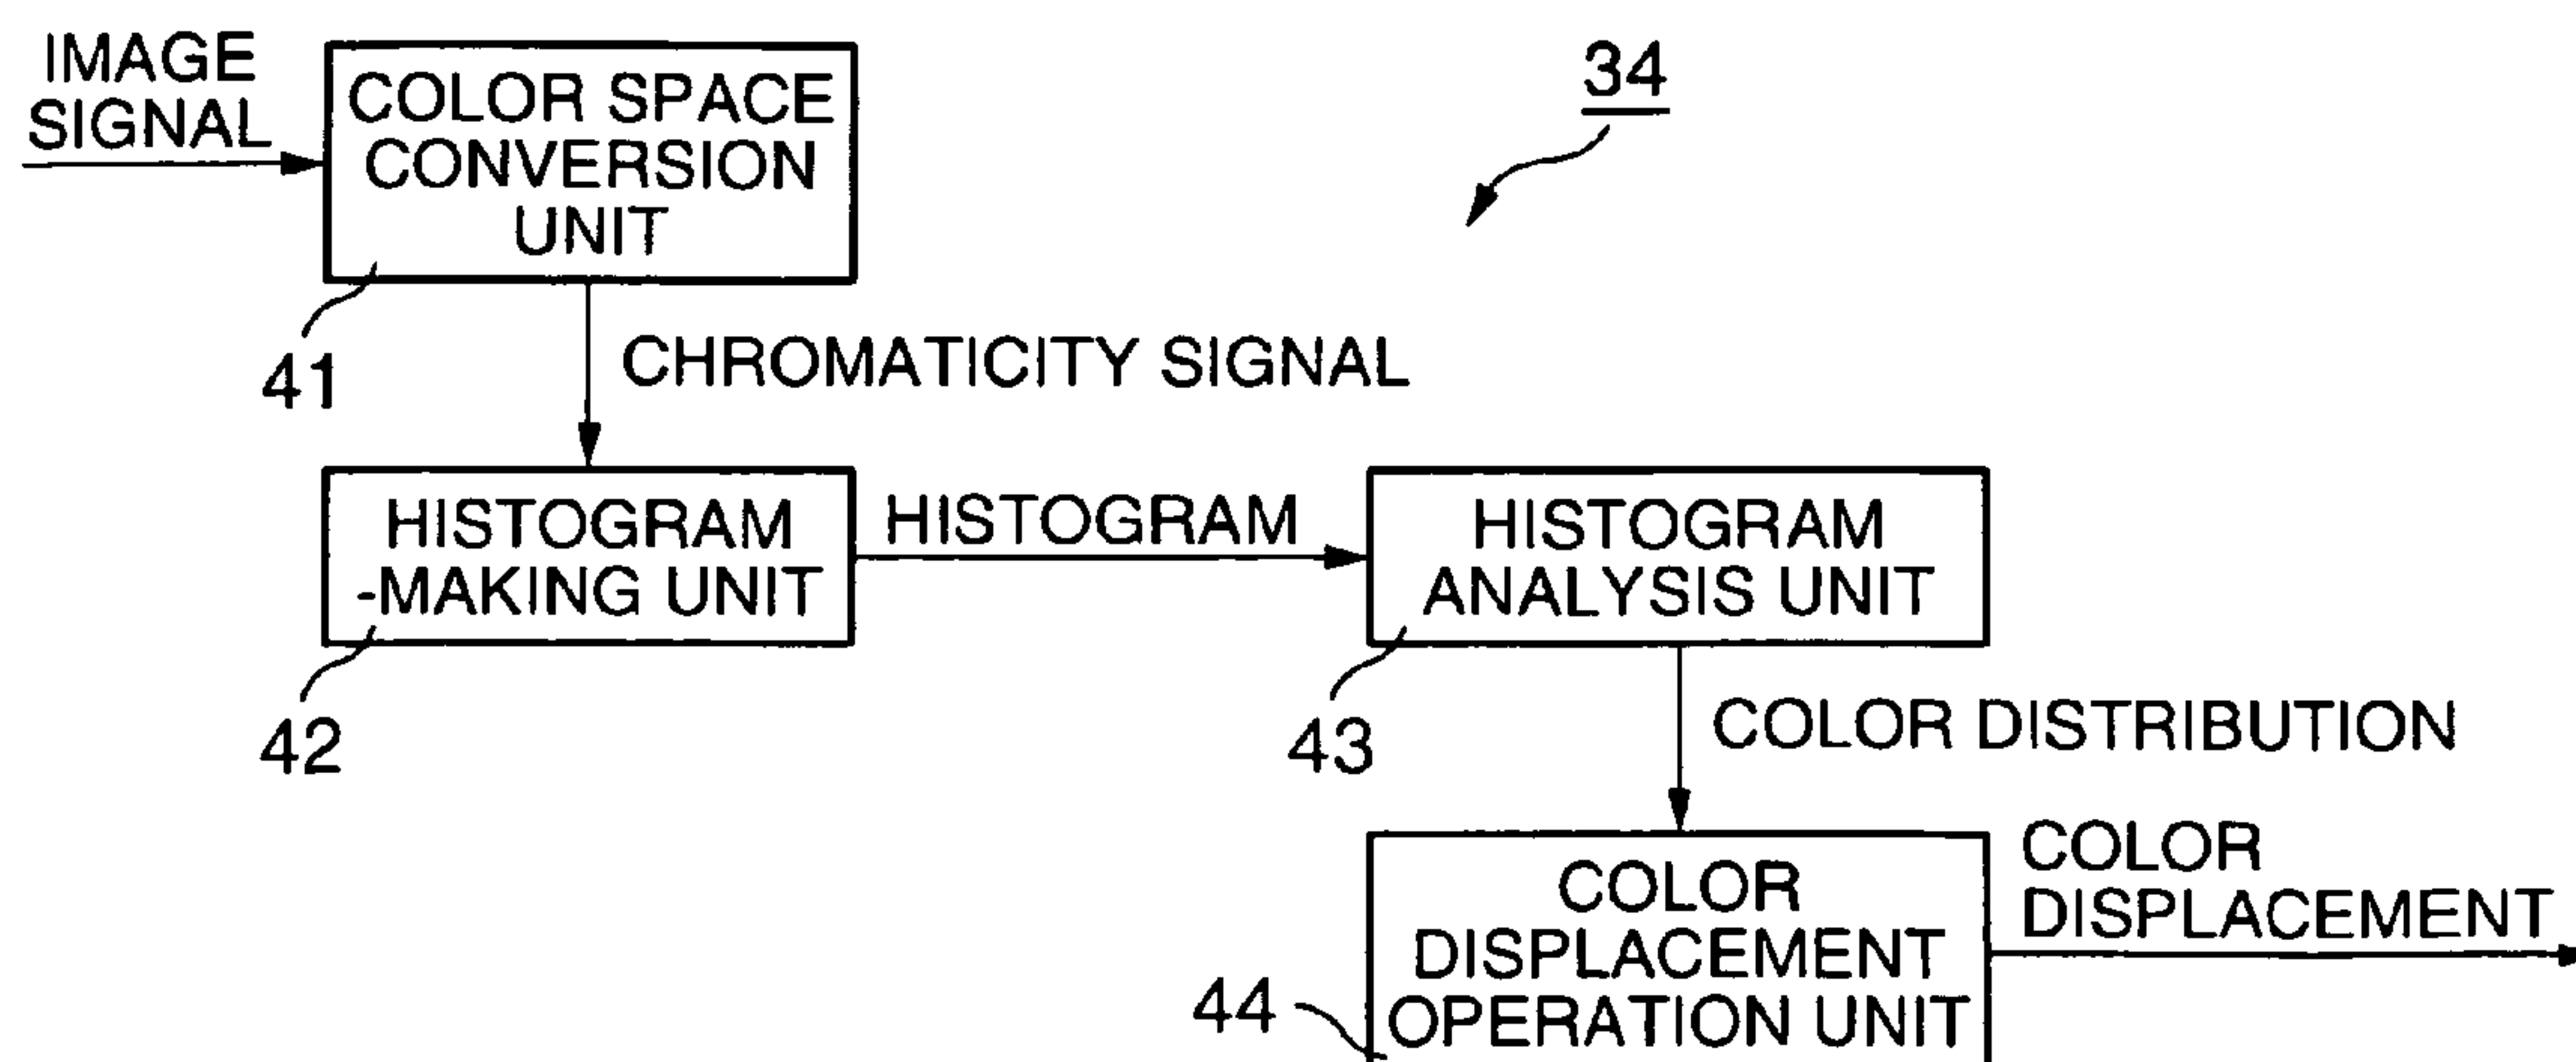 IMAGE
SIGNAL
COLOR SPACE
CONVERSION
UNIT
34
41
CHROMATICITY SIGNAL
HISTOGRAM
-MAKING UNIT
HISTOGRAM
HISTOGRAM
ANALYSIS UNIT
42
43
COLOR DISTRIBUTION
COLOR
DISPLACEMENT
OPERATION UNIT
COLOR
DISPLACEMENT
44